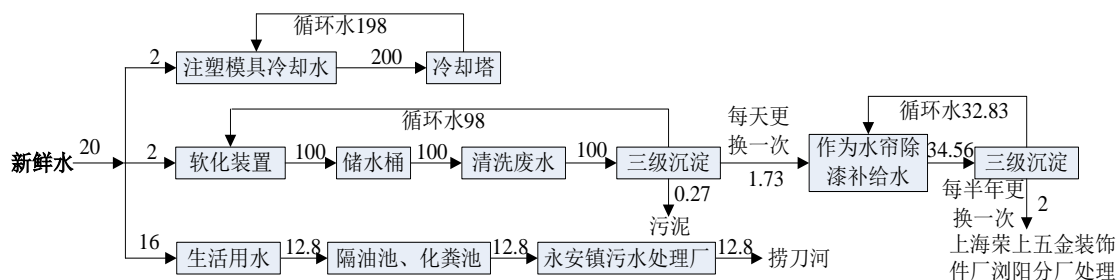 循环水198
2
注塑模具冷却水
200
冷却塔
循环水98
每天更
换一次
循环水32.83
新鲜水
20
2
软化装置
100
储水桶
100
清洗废水
100
三级沉淀
1.73
作为水帘除
漆补给水
34.56
三级沉淀
0.27
污泥
每半年更
换一次
2
上海荣上五金装饰
件厂浏阳分厂处理
16
生活用水
12.8
隔油池、化粪池
12.8
永安镇污水处理厂
12.8
捞刀河